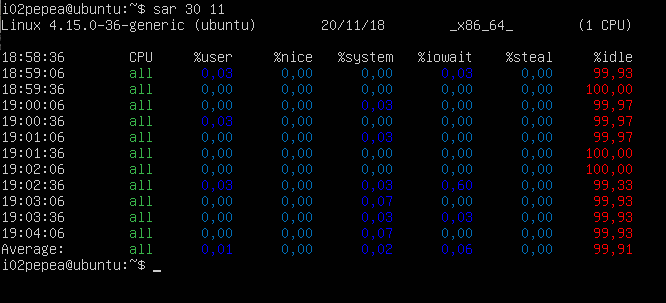 i02pepea@ubuntu:~$ sar 30 11
Linux 4.15.0-36-generic (ubuntu) 20/11/18 _x86_64_ (1 CPU)
18:58:36 CPU %user %nice %system %iowait %steal %idle
18:59:06 all 0,03 0,00 0,00 0,03 0,00 99,93
18:59:36 all 0,00 0,00 0,00 0,00 0,00 100,00
19:00:06 all 0,00 0,00 0,03 0,00 0,00 99,97
19:00:36 all 0,03 0,00 0,00 0,00 0,00 99,97
19:01:06 all 0,00 0,00 0,03 0,00 0,00 99,97
19:01:36 all 0,00 0,00 0,00 0,00 0,00 100,00
19:02:06 all 0,00 0,00 0,00 0,00 0,00 100,00
19:02:36 all 0,03 0,00 0,03 0,60 0,00 99,33
19:03:06 all 0,00 0,00 0,07 0,00 0,00 99,93
19:03:36 all 0,00 0,00 0,03 0,03 0,00 99,93
19:04:06 all 0,00 0,00 0,07 0,00 0,00 99,93
Average: all 0,01 0,00 0,02 0,06 0,00 99,91
i02pepea@ubuntu:~$ _